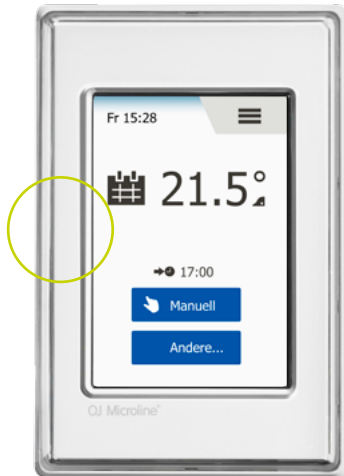 Fr 15:28
21.5°
→ 17:00
Manuell
Andere...
OJ Microline®